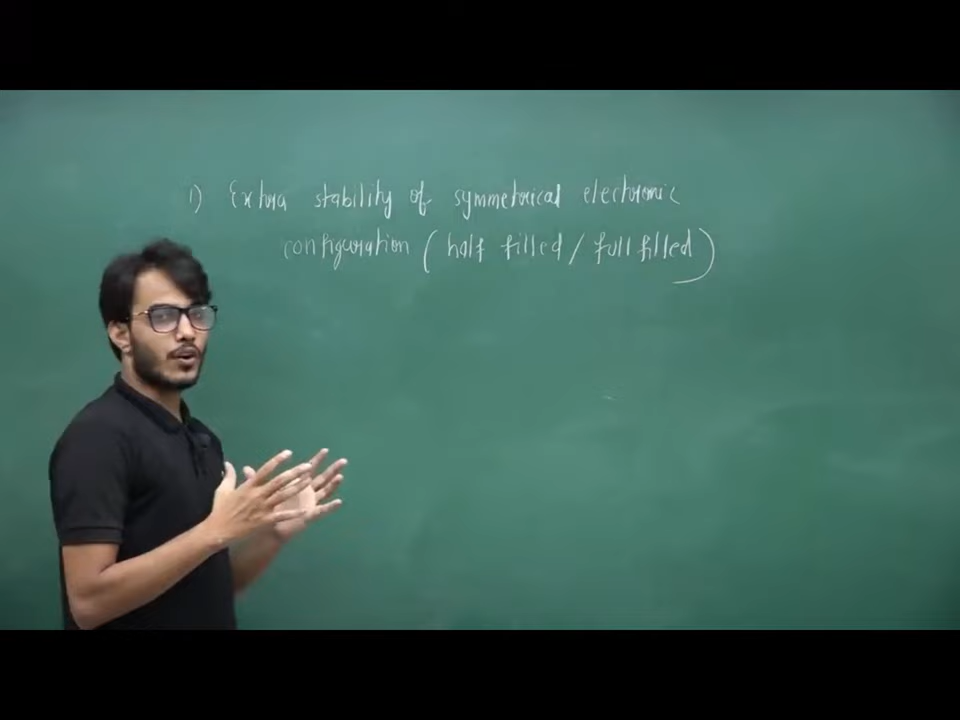 1) Extra stability of symmetrical electronic
configuration (half filled / full filled)